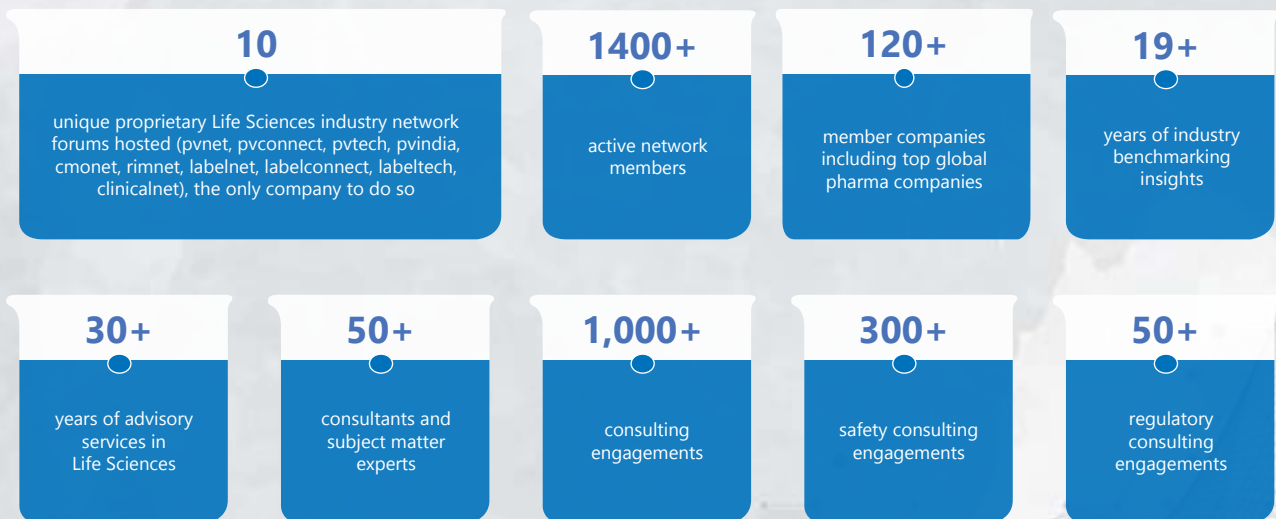 10
unique proprietary Life Sciences industry network
forums hosted (pvnet, pvconnect, pvtech, pvindia,
cmonet, rimnet, labelnet, labelconnect, labeltech,
clinicalnet), the only company to do so
1400+
active network
members
120+
member companies
including top global
pharma companies
19+
years of industry
benchmarking
insights
30+
years of advisory
services in
Life Sciences
50+
consultants and
subject matter
experts
1,000+
consulting
engagements
300+
safety consulting
engagements
50+
regulatory
consulting
engagements